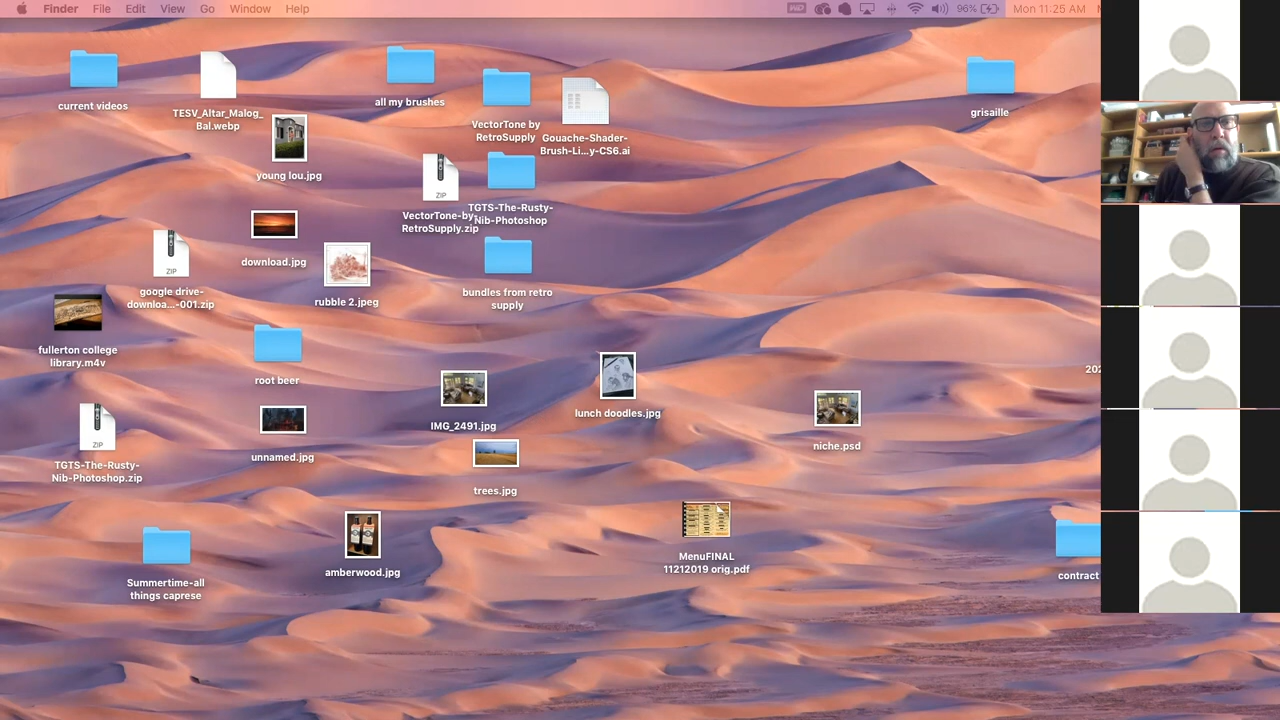 Finder File Edit View Go Window Help 96% Mon 11:25 AM
current videos
TESV_Altar_Malog_
Bal.webp
all my brushes
VectorTone by
RetroSupply
Gouache-Shader-
Brush-Li...y-CS6.ai
grisaille
young lou.jpg
ZIP
VectorTone-by-
RetroSupply.zip
TGTS-The-Rusty-
Nib-Photoshop
download.jpg
ZIP
google drive-
downloa...-001.zip
rubble 2.jpeg
bundles from retro
supply
fullerton college
library.m4v
root beer
202
IMG_2491.jpg
lunch doodles.jpg
niche.psd
ZIP
TGTS-The-Rusty-
Nib-Photoshop.zip
unnamed.jpg
trees.jpg
Summertime-all
things caprese
amberwood.jpg
MenuFINAL
11212019 orig.pdf
contract